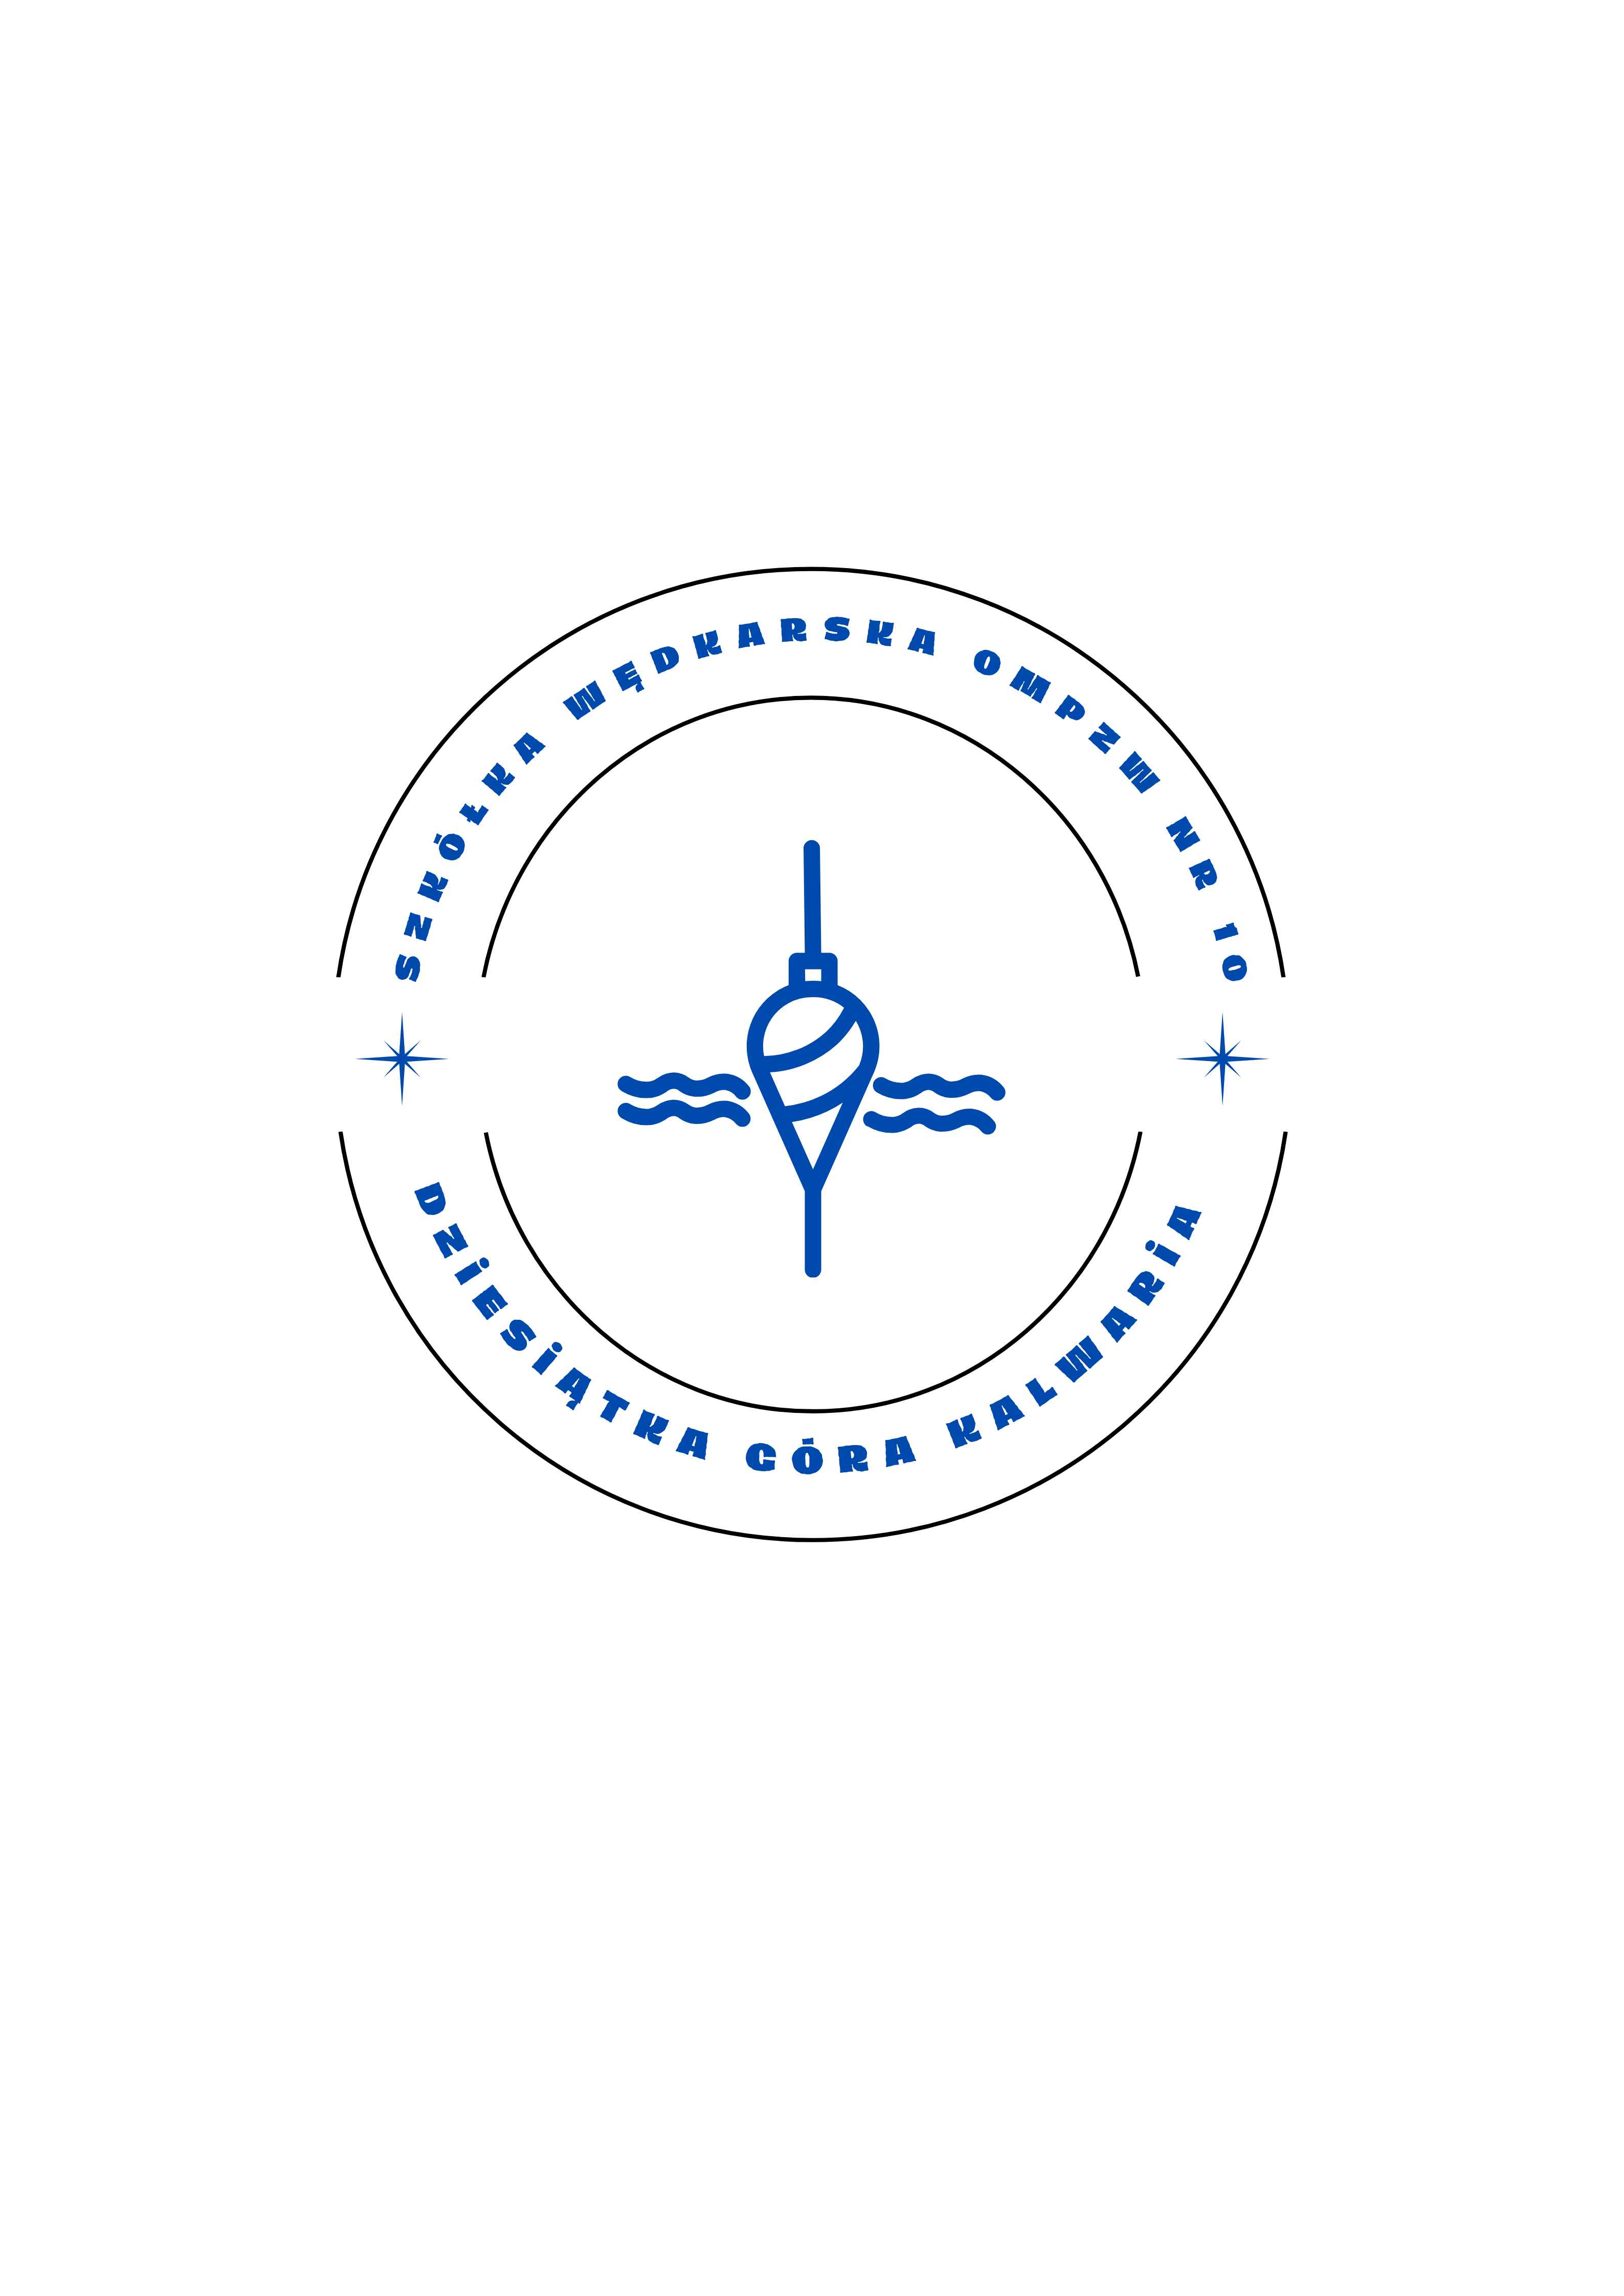 SZKÓŁKA WĘDKARSKA OMPZW NR 10
DZIESIĄTKA GÓRA KALWARIA